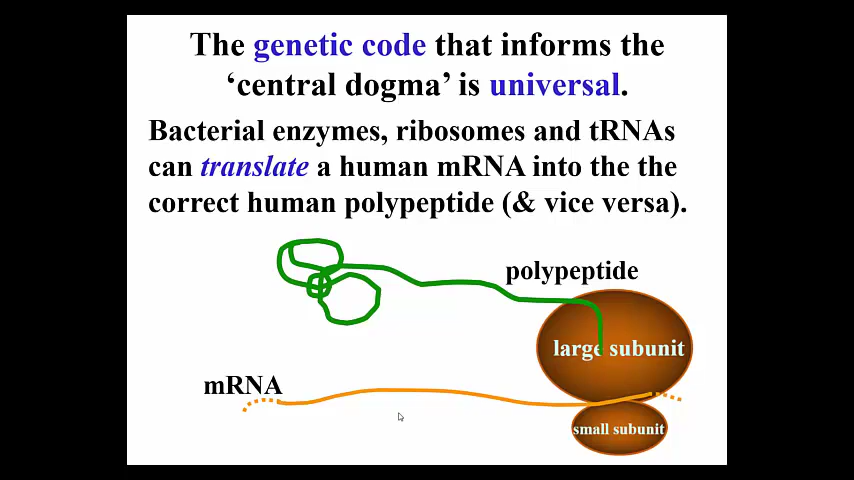 The genetic code that informs the
‘central dogma’ is universal.
Bacterial enzymes, ribosomes and tRNAs
can translate a human mRNA into the the
correct human polypeptide (& vice versa).
polypeptide
large subunit
mRNA
small subunit